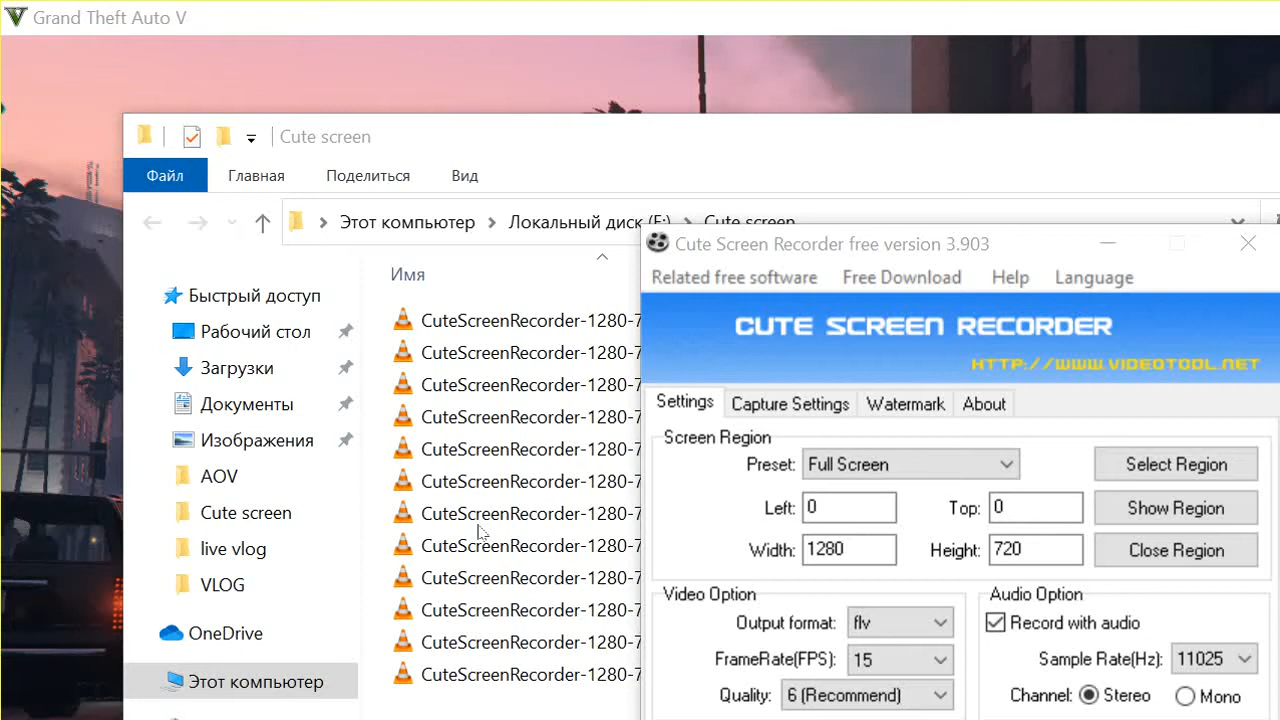 Grand Theft Auto V
Cute screen
Файл Главная Поделиться Вид
Этот компьютер Локальный диск (E:) Cute screen
Имя
Быстрый доступ
Рабочий стол
Загрузки
Документы
Изображения
AOV
Cute screen
live vlog
VLOG
OneDrive
Этот компьютер
CuteScreenRecorder-1280-7
CuteScreenRecorder-1280-7
CuteScreenRecorder-1280-7
CuteScreenRecorder-1280-7
CuteScreenRecorder-1280-7
CuteScreenRecorder-1280-7
CuteScreenRecorder-1280-7
CuteScreenRecorder-1280-7
CuteScreenRecorder-1280-7
CuteScreenRecorder-1280-7
CuteScreenRecorder-1280-7
CuteScreenRecorder-1280-7
Cute Screen Recorder free version 3.903
Related free software Free Download Help Language
CUTE SCREEN RECORDER
HTTP://WWW.VIDEOTOOL.NET
Settings Capture Settings Watermark About
Screen Region
Preset: Full Screen Select Region
Left: 0 Top: 0 Show Region
Width: 1280 Height: 720 Close Region
Video Option
Output format: flv
FrameRate(FPS): 15
Quality: 6 (Recommend)
Audio Option
Record with audio
Sample Rate(Hz): 11025
Channel: Stereo Mono